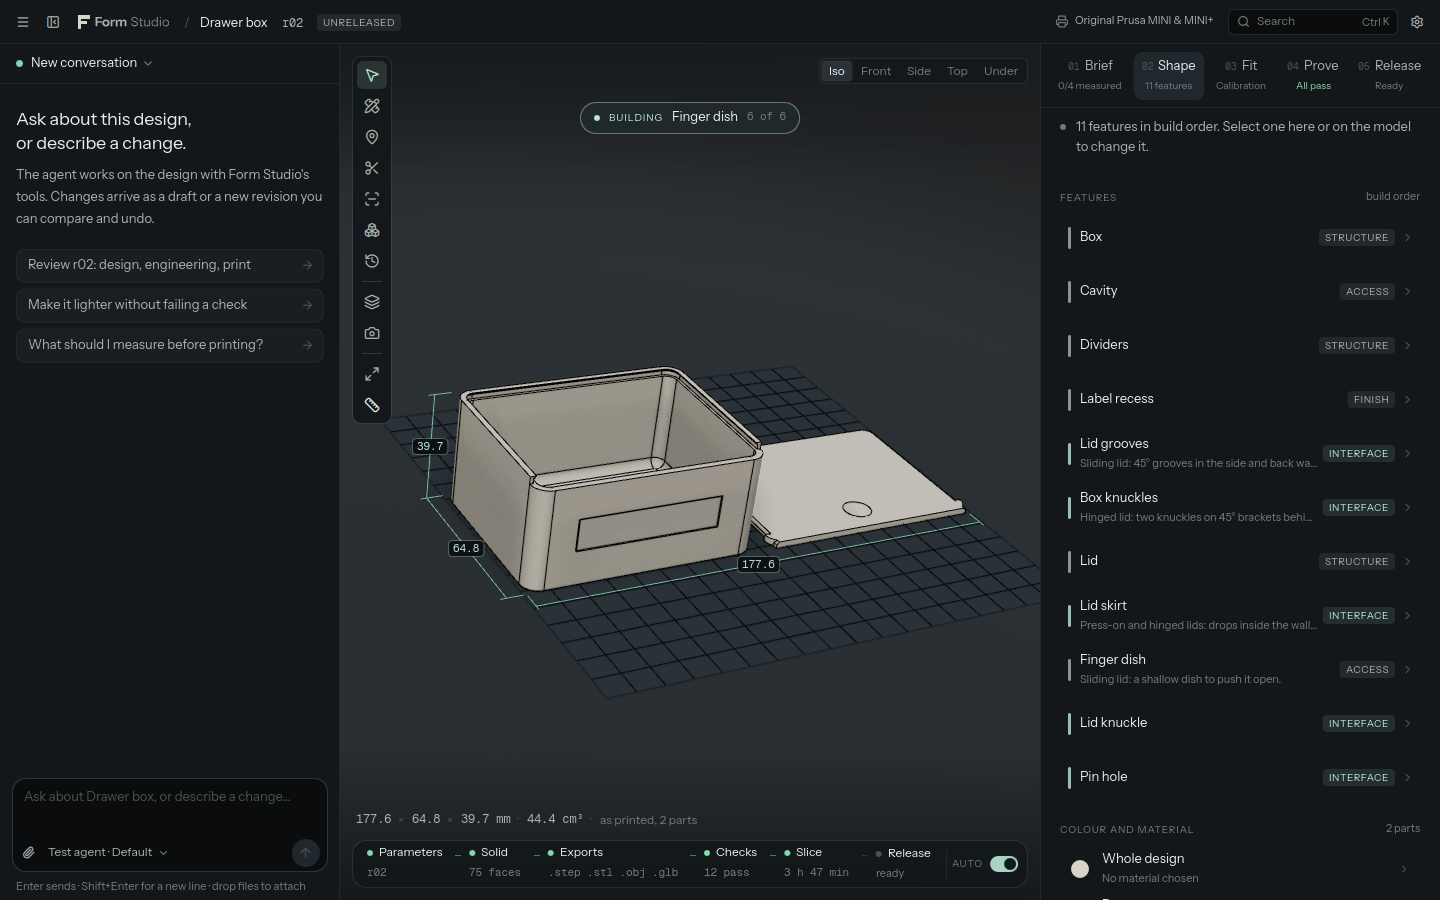 Form Studio / Drawer box r02 UNRELEASED
Original Prusa MINI & MINI+
Search Ctrl K
New conversation
Ask about this design,
or describe a change.
The agent works on the design with Form Studio's
tools. Changes arrive as a draft or a new revision you
can compare and undo.
Review r02: design, engineering, print
Make it lighter without failing a check
What should I measure before printing?
Ask about Drawer box, or describe a change...
Test agent · Default
Enter sends · Shift+Enter for a new line · drop files to attach
Iso Front Side Top Under
BUILDING Finger dish 6 of 6
39.7
64.8
177.6
177.6 × 64.8 × 39.7 mm · 44.4 cm³ · as printed, 2 parts
Parameters
r02
Solid
75 faces
Exports
.step .stl .obj .glb
Checks
12 pass
Slice
3 h 47 min
Release
ready
AUTO
01 Brief
0/4 measured
02 Shape
11 features
03 Fit
Calibration
04 Prove
All pass
05 Release
Ready
11 features in build order. Select one here or on the model
to change it.
FEATURES build order
Box STRUCTURE
Cavity ACCESS
Dividers STRUCTURE
Label recess FINISH
Lid grooves INTERFACE
Sliding lid: 45° grooves in the side and back wa...
Box knuckles INTERFACE
Hinged lid: two knuckles on 45° brackets behi...
Lid STRUCTURE
Lid skirt INTERFACE
Press-on and hinged lids: drops inside the wall...
Finger dish ACCESS
Sliding lid: a shallow dish to push it open.
Lid knuckle INTERFACE
Pin hole INTERFACE
COLOUR AND MATERIAL 2 parts
Whole design
No material chosen